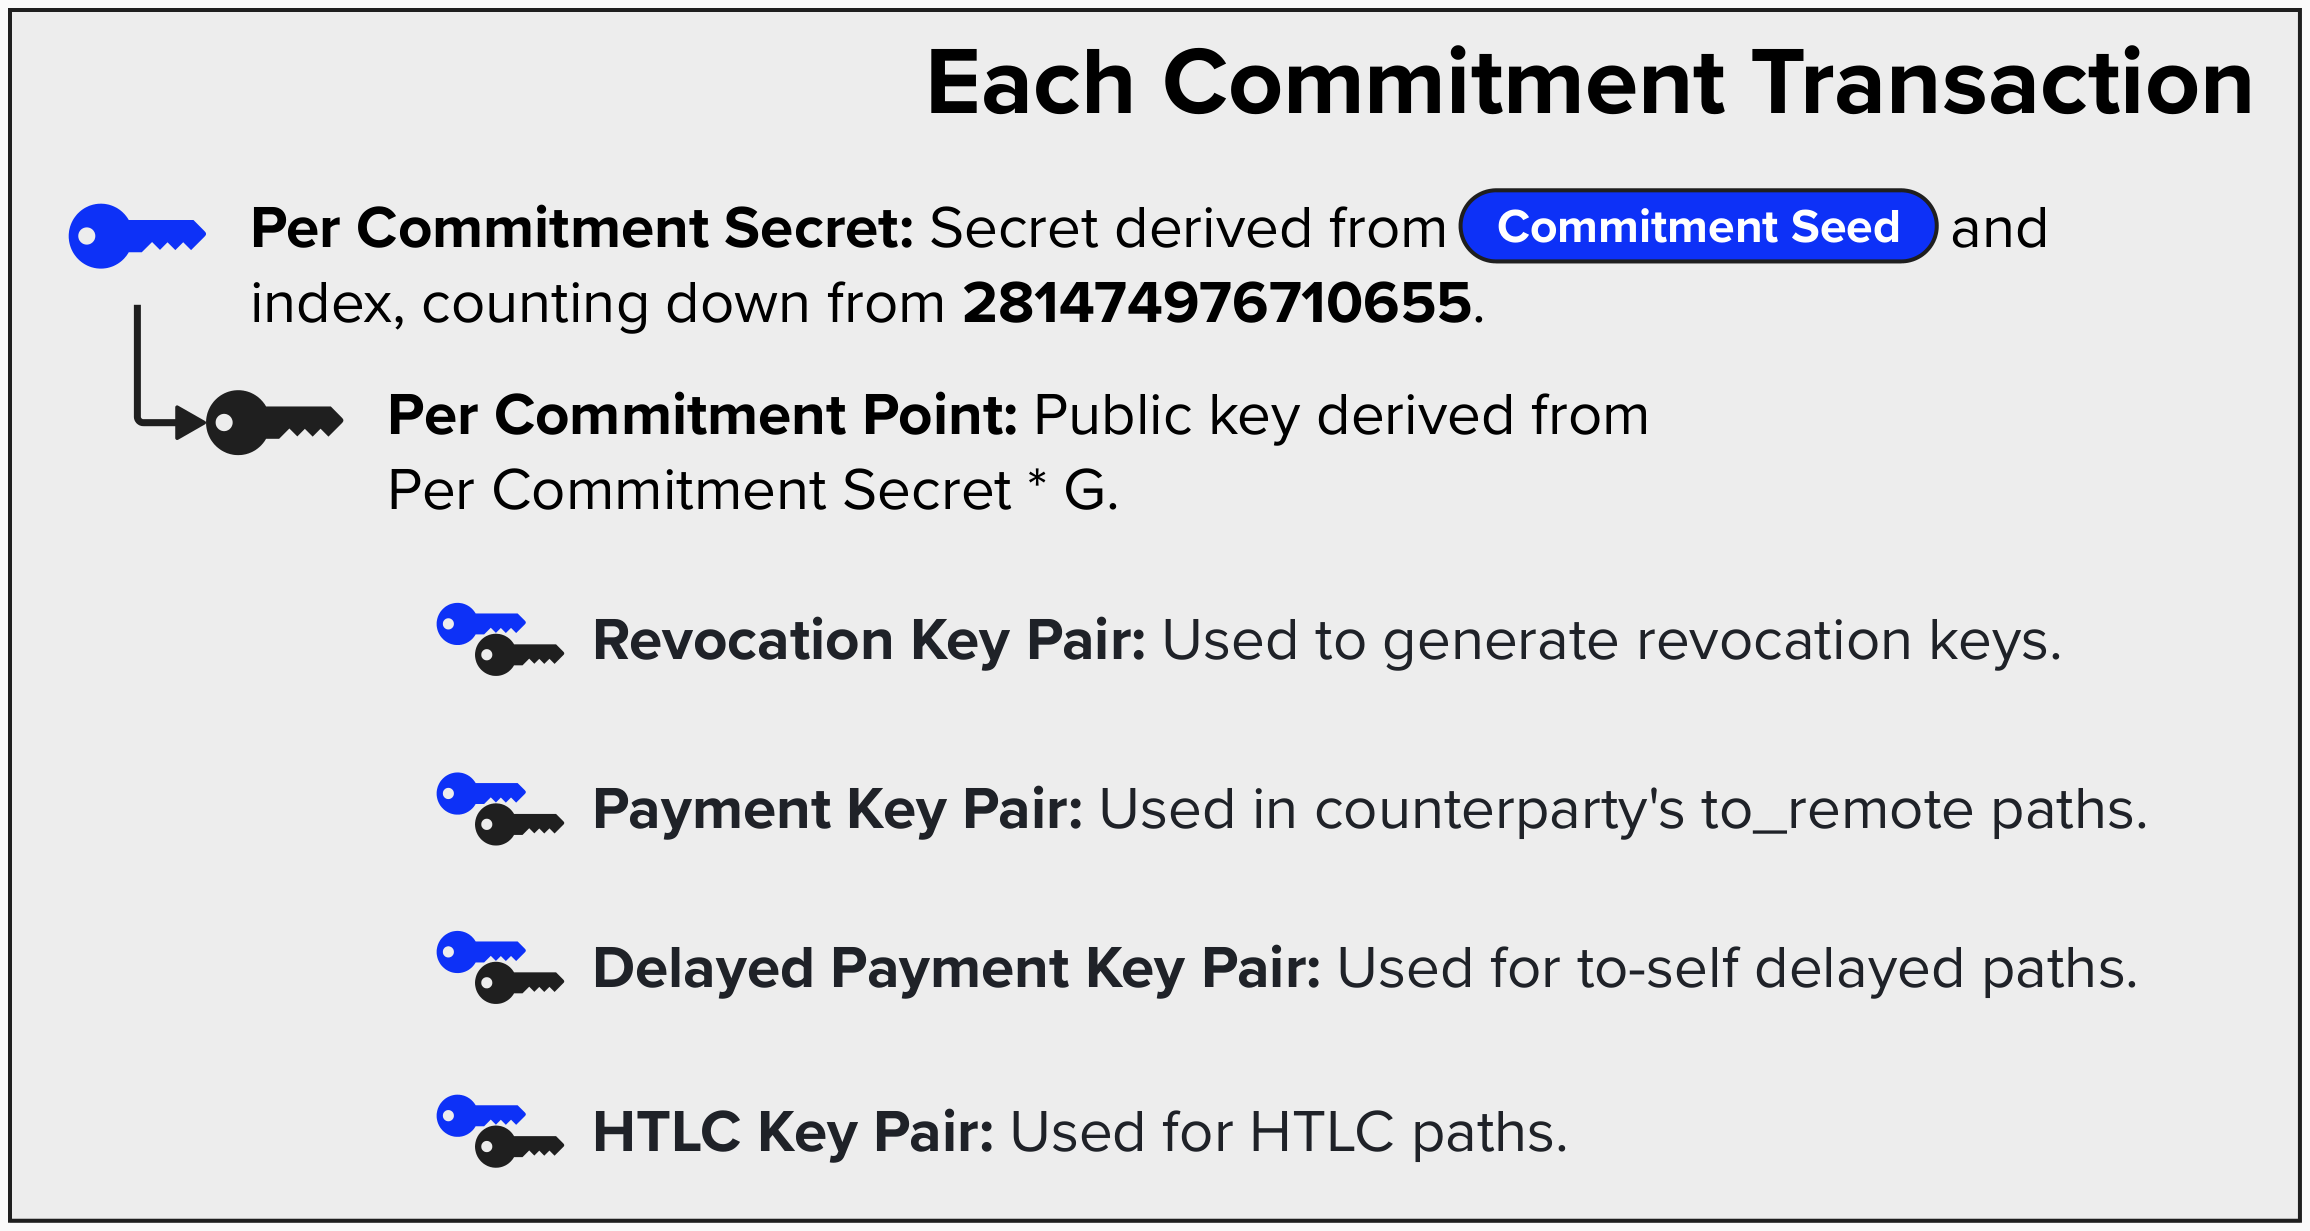 Each Commitment Transaction
Per Commitment Secret: Secret derived from Commitment Seed and
index, counting down from 281474976710655.
Per Commitment Point: Public key derived from
Per Commitment Secret * G.
Revocation Key Pair: Used to generate revocation keys.
Payment Key Pair: Used in counterparty's to_remote paths.
Delayed Payment Key Pair: Used for to-self delayed paths.
HTLC Key Pair: Used for HTLC paths.